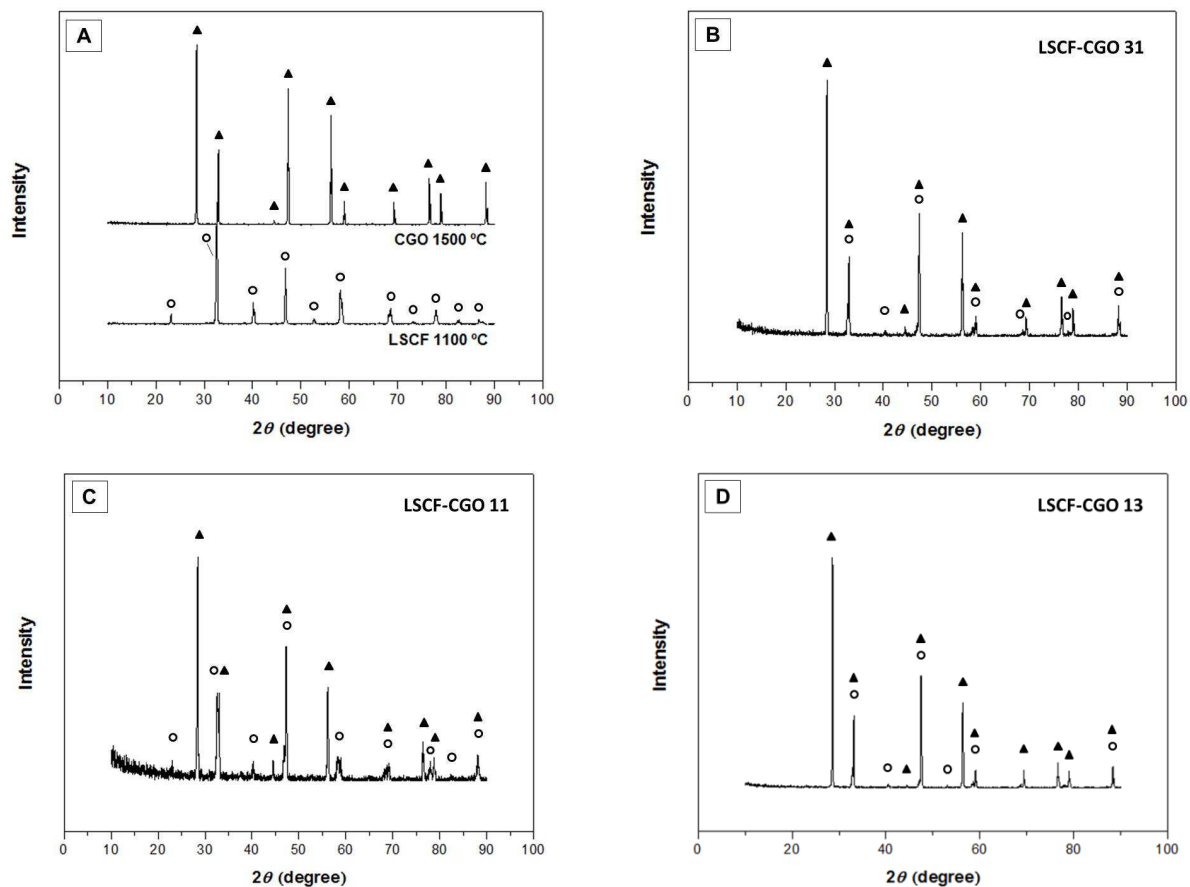 A
CGO 1500 ºC
LSCF 1100 ºC
Intensity
0 10 20 30 40 50 60 70 80 90 100
2θ (degree)
B
LSCF-CGO 31
Intensity
0 10 20 30 40 50 60 70 80 90 100
2θ (degree)
C
LSCF-CGO 11
Intensity
0 10 20 30 40 50 60 70 80 90 100
2θ (degree)
D
LSCF-CGO 13
Intensity
0 20 40 60 80 100
2θ (degree)